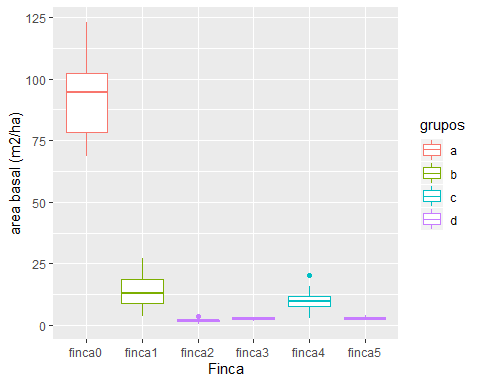 area basal (m2/ha)
125
100
75
50
25
0
finca0 finca1 finca2 finca3 finca4 finca5
Finca
grupos
a
b
c
d